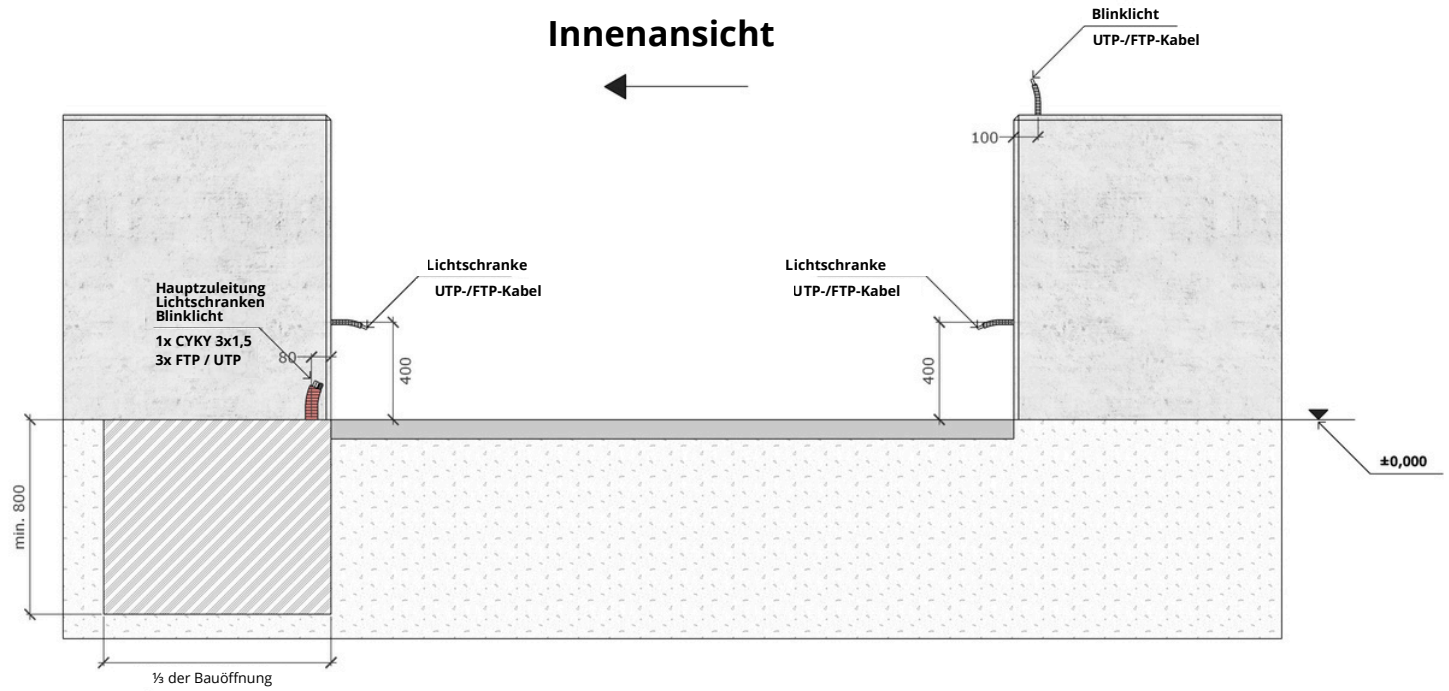 Innenansicht
Blinklicht
UTP-/FTP-Kabel
100
Lichtschranke
UTP-/FTP-Kabel
Lichtschranke
UTP-/FTP-Kabel
Hauptzuleitung
Lichtschranken
Blinklicht
1x CYKY 3x1,5
3x FTP / UTP
80
400
400
±0,000
min. 800
⅓ der Bauöffnung